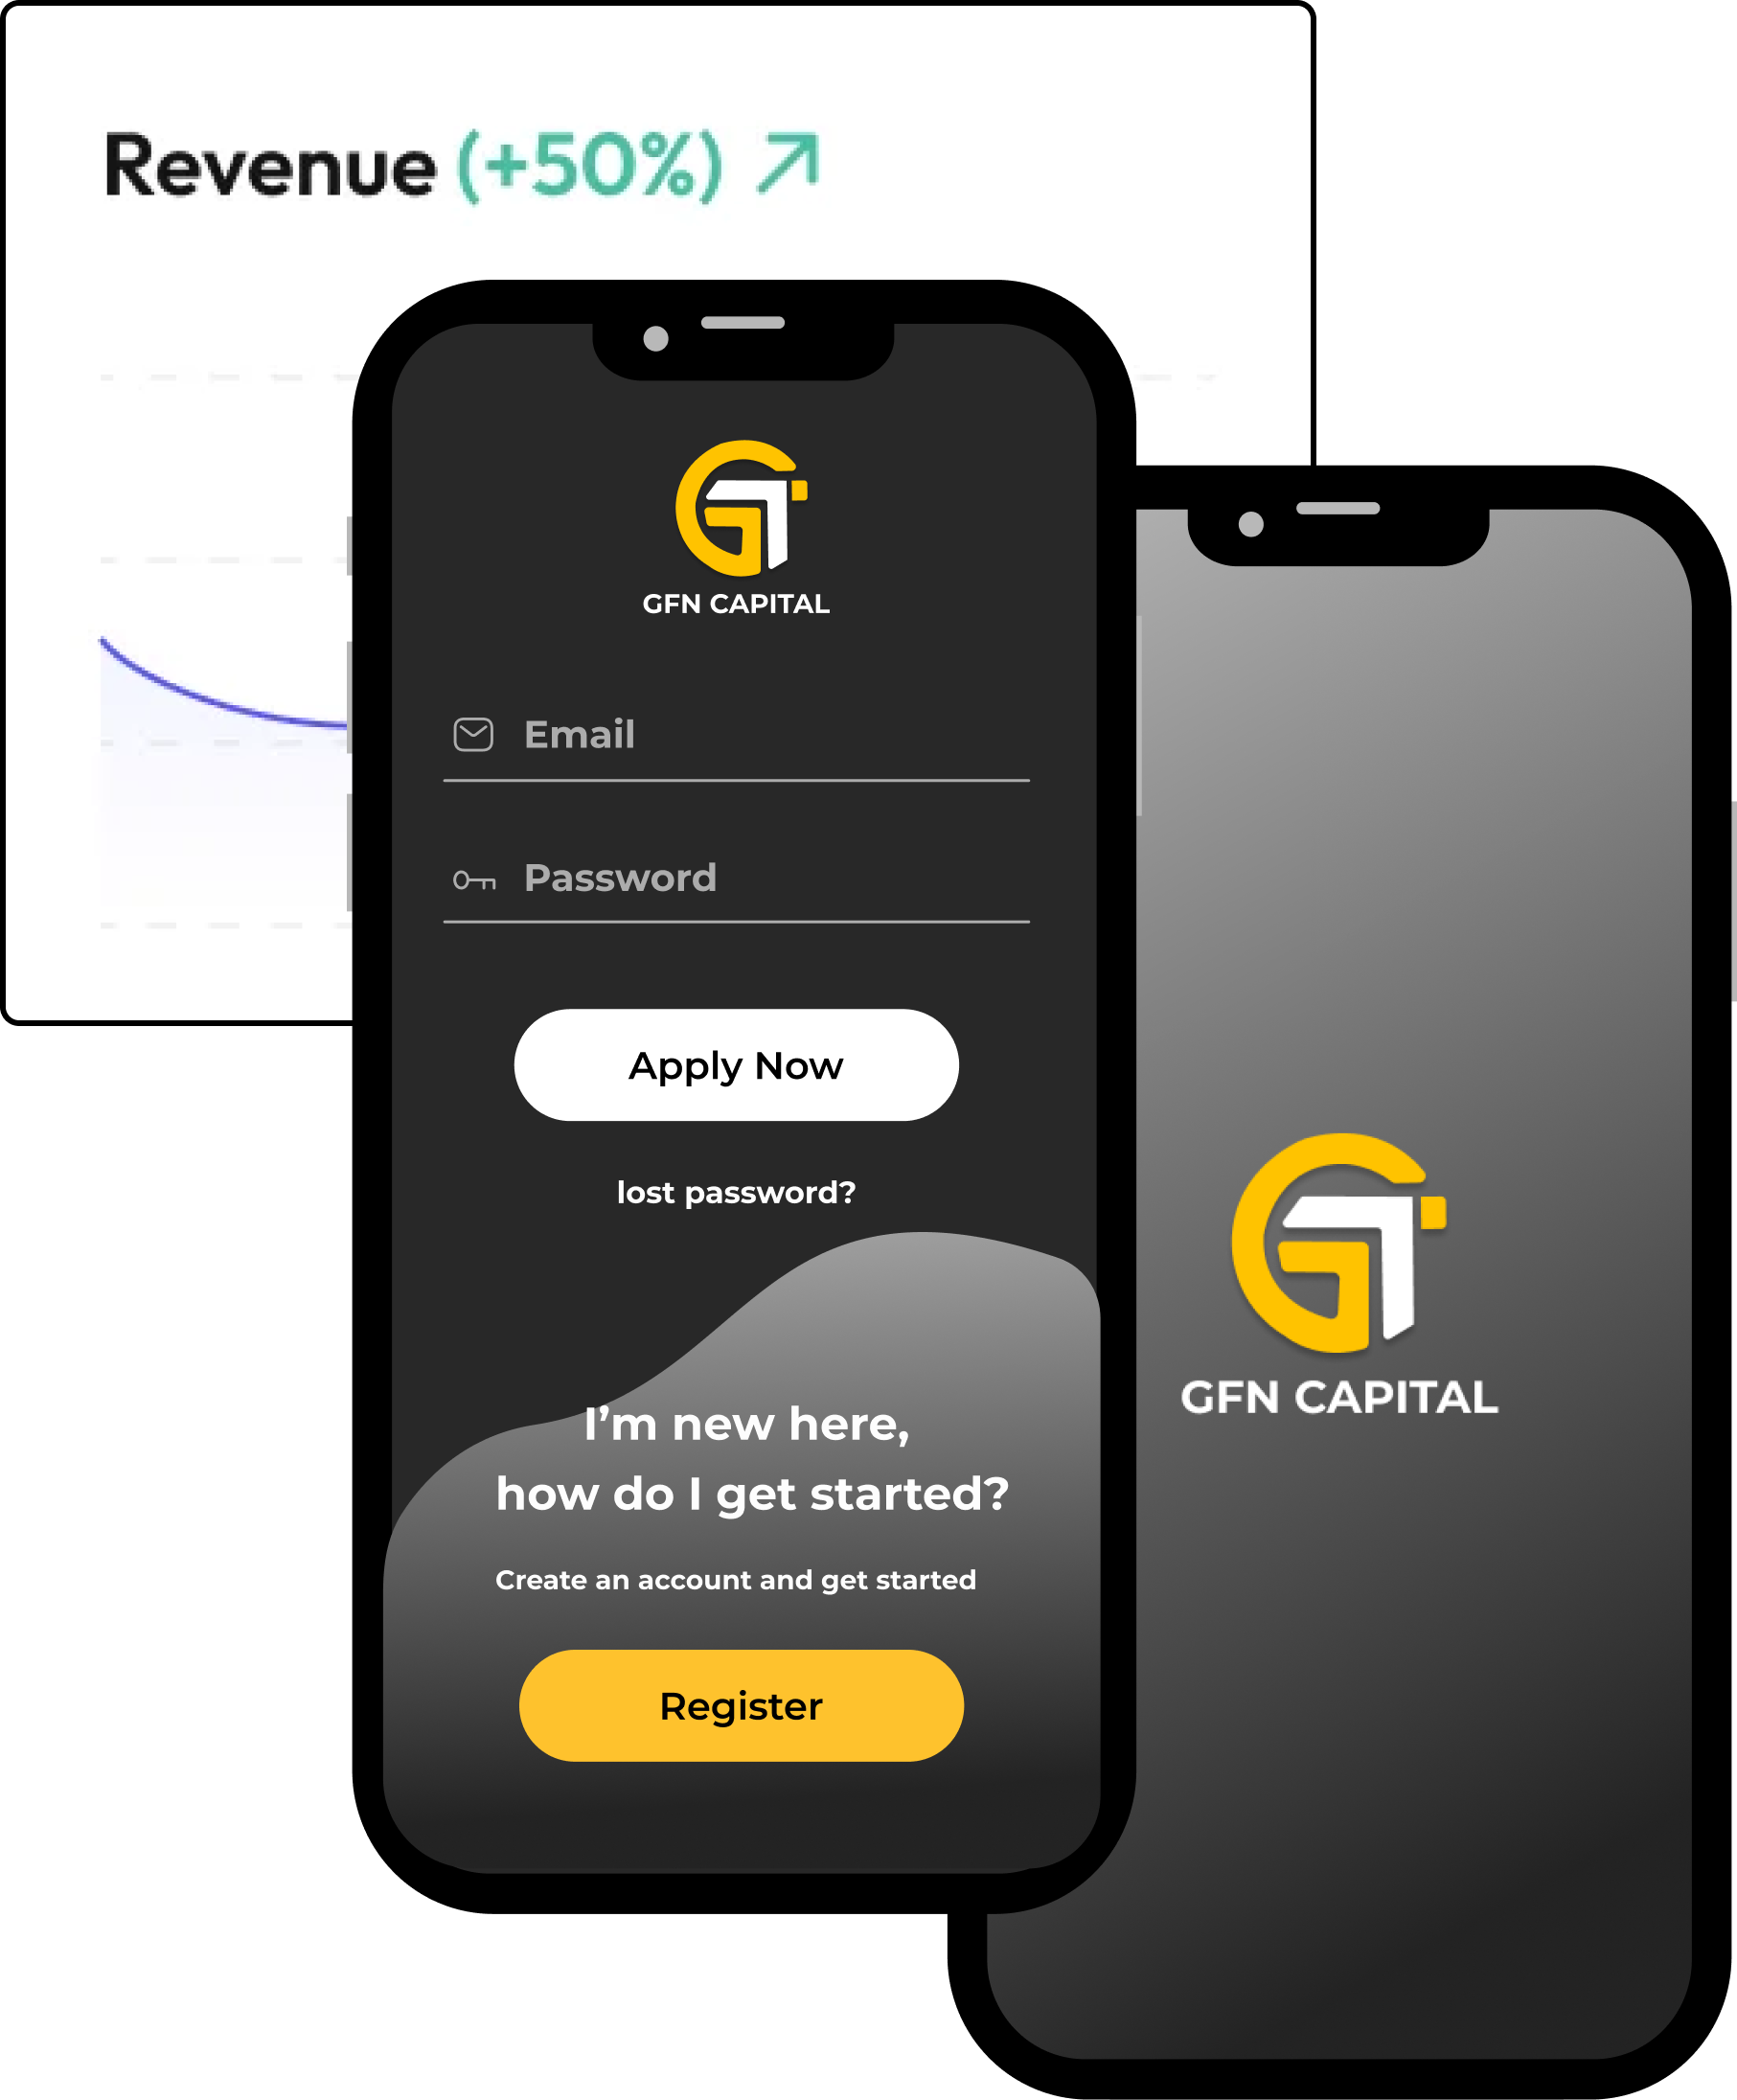 Revenue (+50%)
GFN CAPITAL
Email
Password
Apply Now
lost password?
I’m new here,
how do I get started?
Create an account and get started
Register
GFN CAPITAL